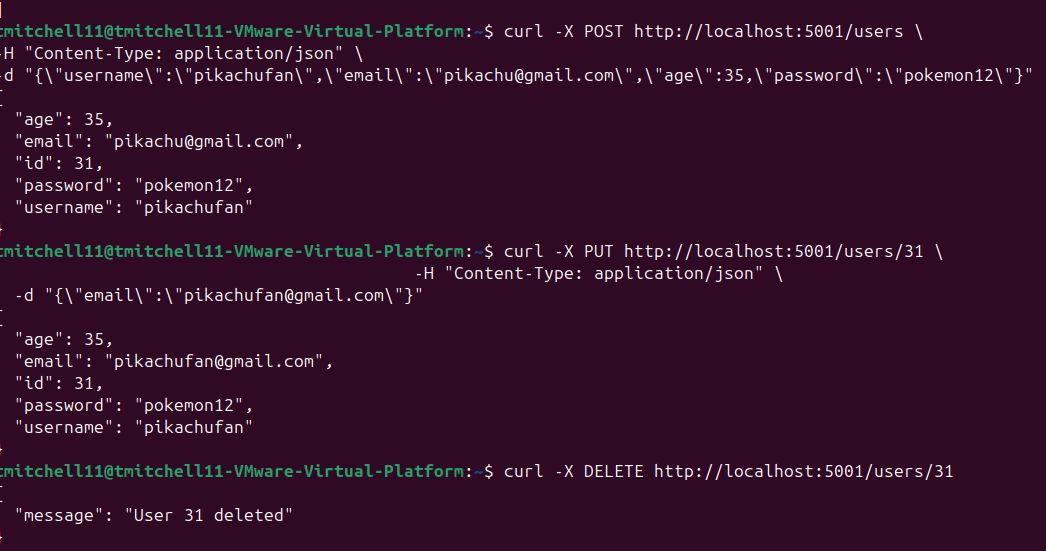 tmitchell11@tmitchell11-VMware-Virtual-Platform:~$ curl -X POST http://localhost:5001/users \
-H "Content-Type: application/json" \
-d "{\"username\":\"pikachufan\",\"email\":\"pikachu@gmail.com\",\"age\":35,\"password\":\"pokemon12\"}"
{
  "age": 35,
  "email": "pikachu@gmail.com",
  "id": 31,
  "password": "pokemon12",
  "username": "pikachufan"
}
tmitchell11@tmitchell11-VMware-Virtual-Platform:~$ curl -X PUT http://localhost:5001/users/31 \
-H "Content-Type: application/json" \
  -d "{\"email\":\"pikachufan@gmail.com\"}"
{
  "age": 35,
  "email": "pikachufan@gmail.com",
  "id": 31,
  "password": "pokemon12",
  "username": "pikachufan"
}
tmitchell11@tmitchell11-VMware-Virtual-Platform:~$ curl -X DELETE http://localhost:5001/users/31
{
  "message": "User 31 deleted"
}